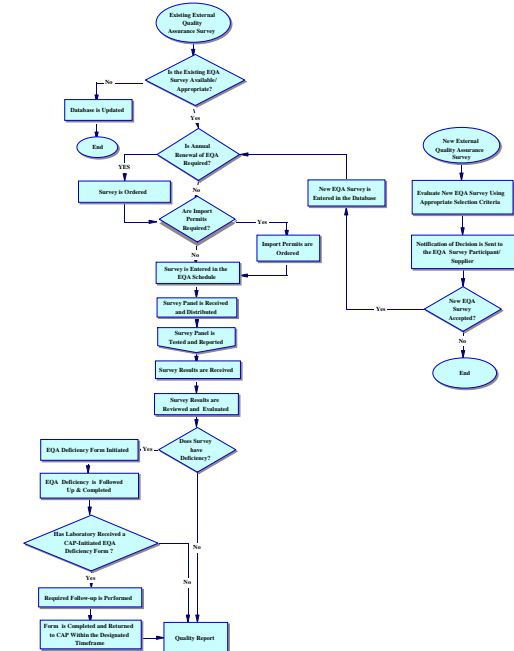 Existing External
Quality
Assurance Survey
Is the Existing EQA
Survey Available/
Appropriate?
No
Database is Updated
End
Yes
Is Annual
Renewal of EQA
Required?
YES
Survey is Ordered
No
Are Import
Permits
Required?
Yes
Import Permits are
Ordered
No
Survey is Entered in the
EQA Schedule
Survey Panel is Received
and Distributed
Survey Panel is
Tested and Reported
Survey Results are Received
Survey Results are
Reviewed and Evaluated
Does Survey
have
Deficiency?
Yes
EQA Deficiency Form Initiated
EQA Deficiency is Followed
Up & Completed
Has Laboratory Received a
CAP-Initiated EQA
Deficiency Form ?
No
No
Yes
Required Follow-up is Performed
Form is Completed and Returned
to CAP Within the Designated
Timeframe
Quality Report
New External
Quality Assurance
Survey
Evaluate New EQA Survey Using
Appropriate Selection Criteria
Notification of Decision is Sent to
the EQA Survey Participant/
Supplier
New EQA
Survey
Accepted?
Yes
New EQA Survey is
Entered in the Database
No
End